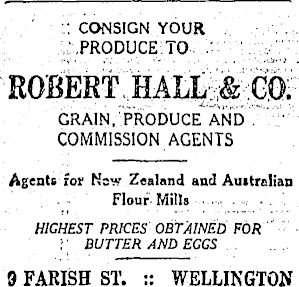 CONSIGN YOUR
PRODUCE TO
ROBERT HALL & CO.
GRAIN, PRODUCE AND
COMMISSION AGENTS
Agents for New Zealand and Australian
Flour Mills
HIGHEST PRICES OBTAINED FOR
BUTTER AND EGGS
9 FARISH ST. :: WELLINGTON